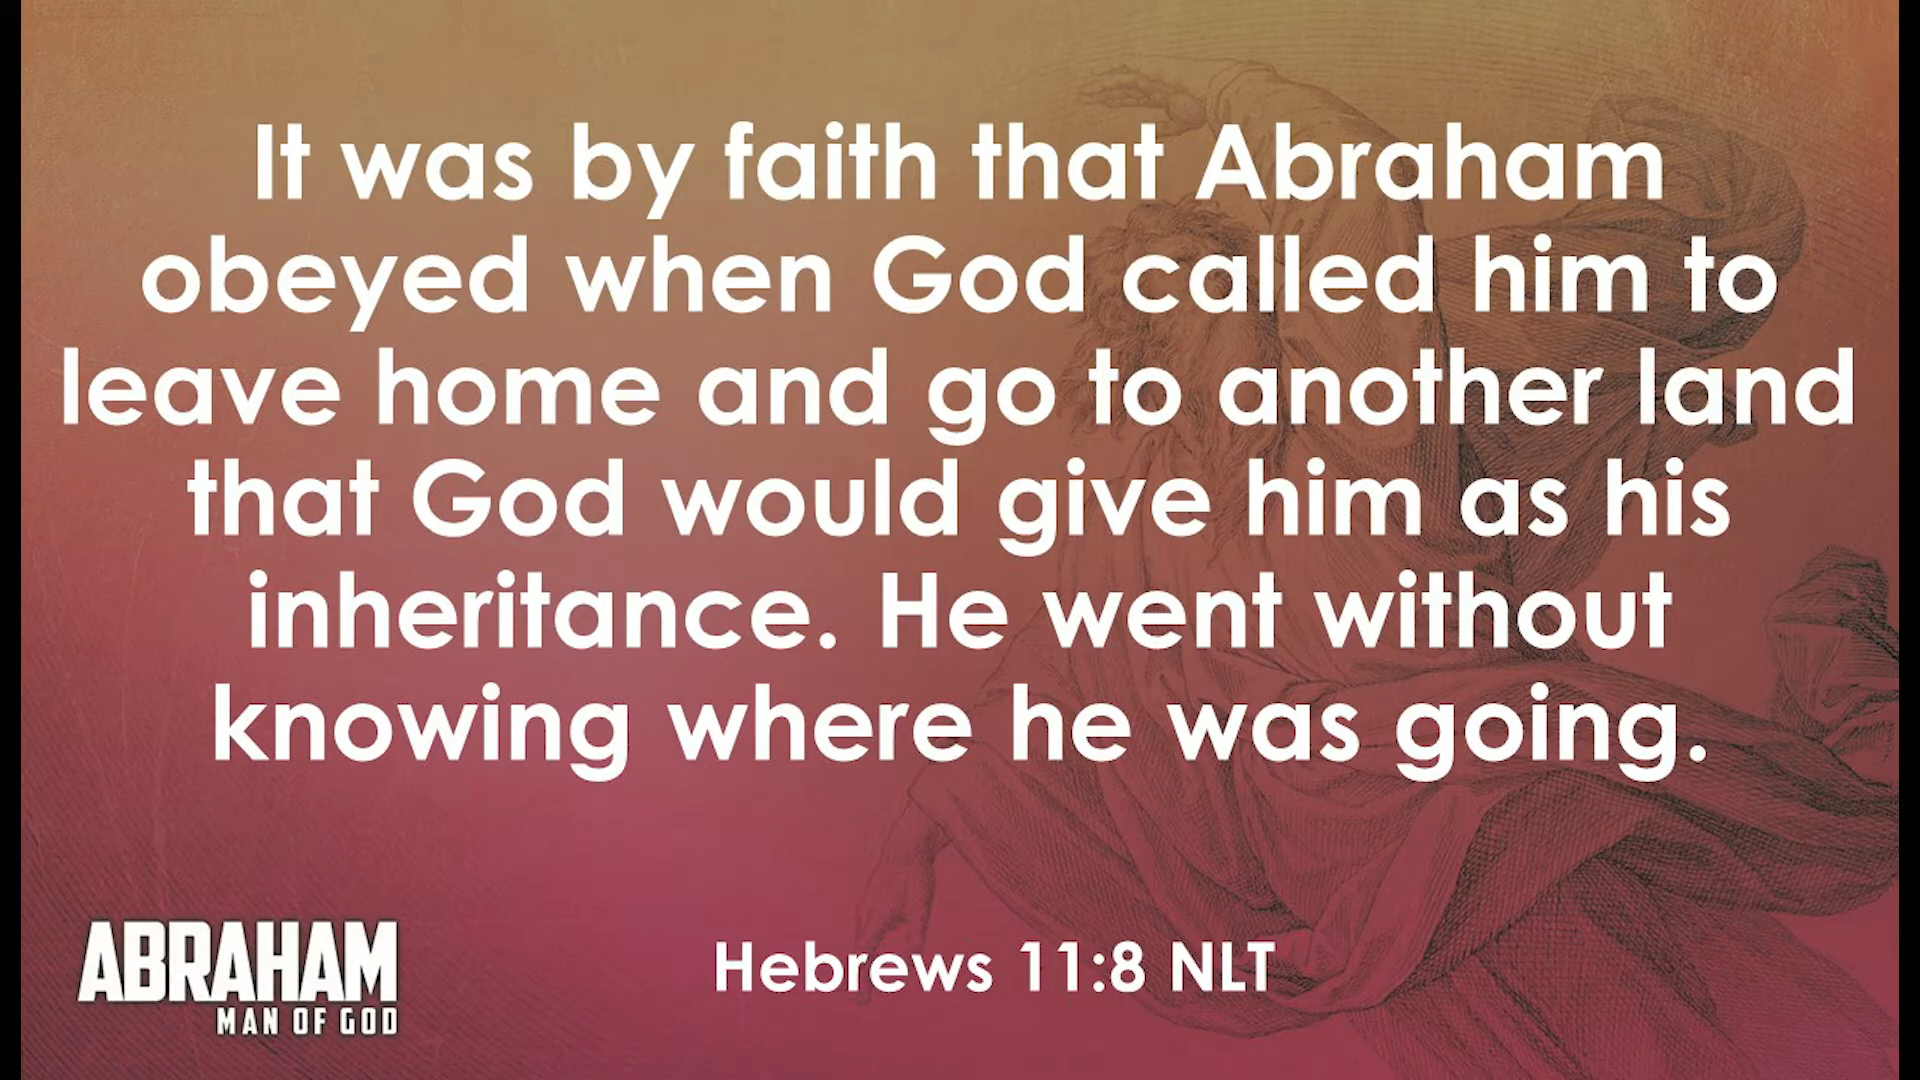 It was by faith that Abraham
obeyed when God called him to
leave home and go to another land
that God would give him as his
inheritance. He went without
knowing where he was going.
Hebrews 11:8 NLT
ABRAHAM
MAN OF GOD